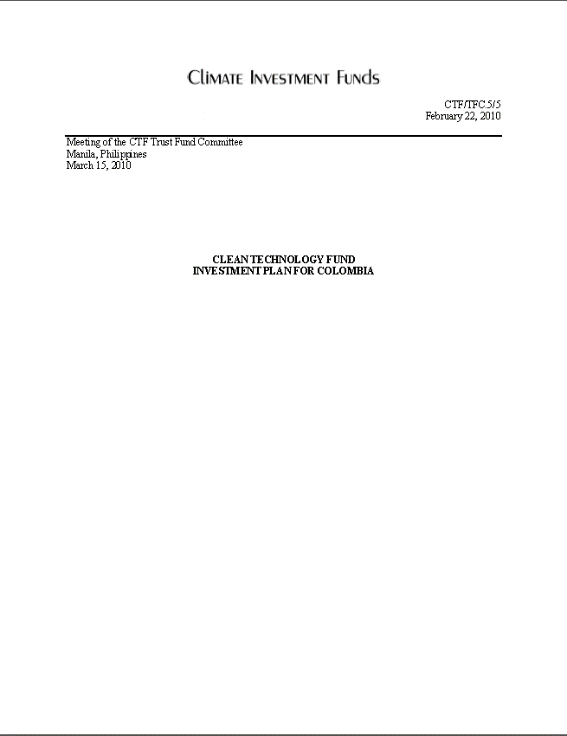 CLIMATE INVESTMENT FUNDS
CTF/TFC.5/5
February 22, 2010
Meeting of the CTF Trust Fund Committee
Manila, Philippines
March 15, 2010
CLEAN TECHNOLOGY FUND
INVESTMENT PLAN FOR COLOMBIA